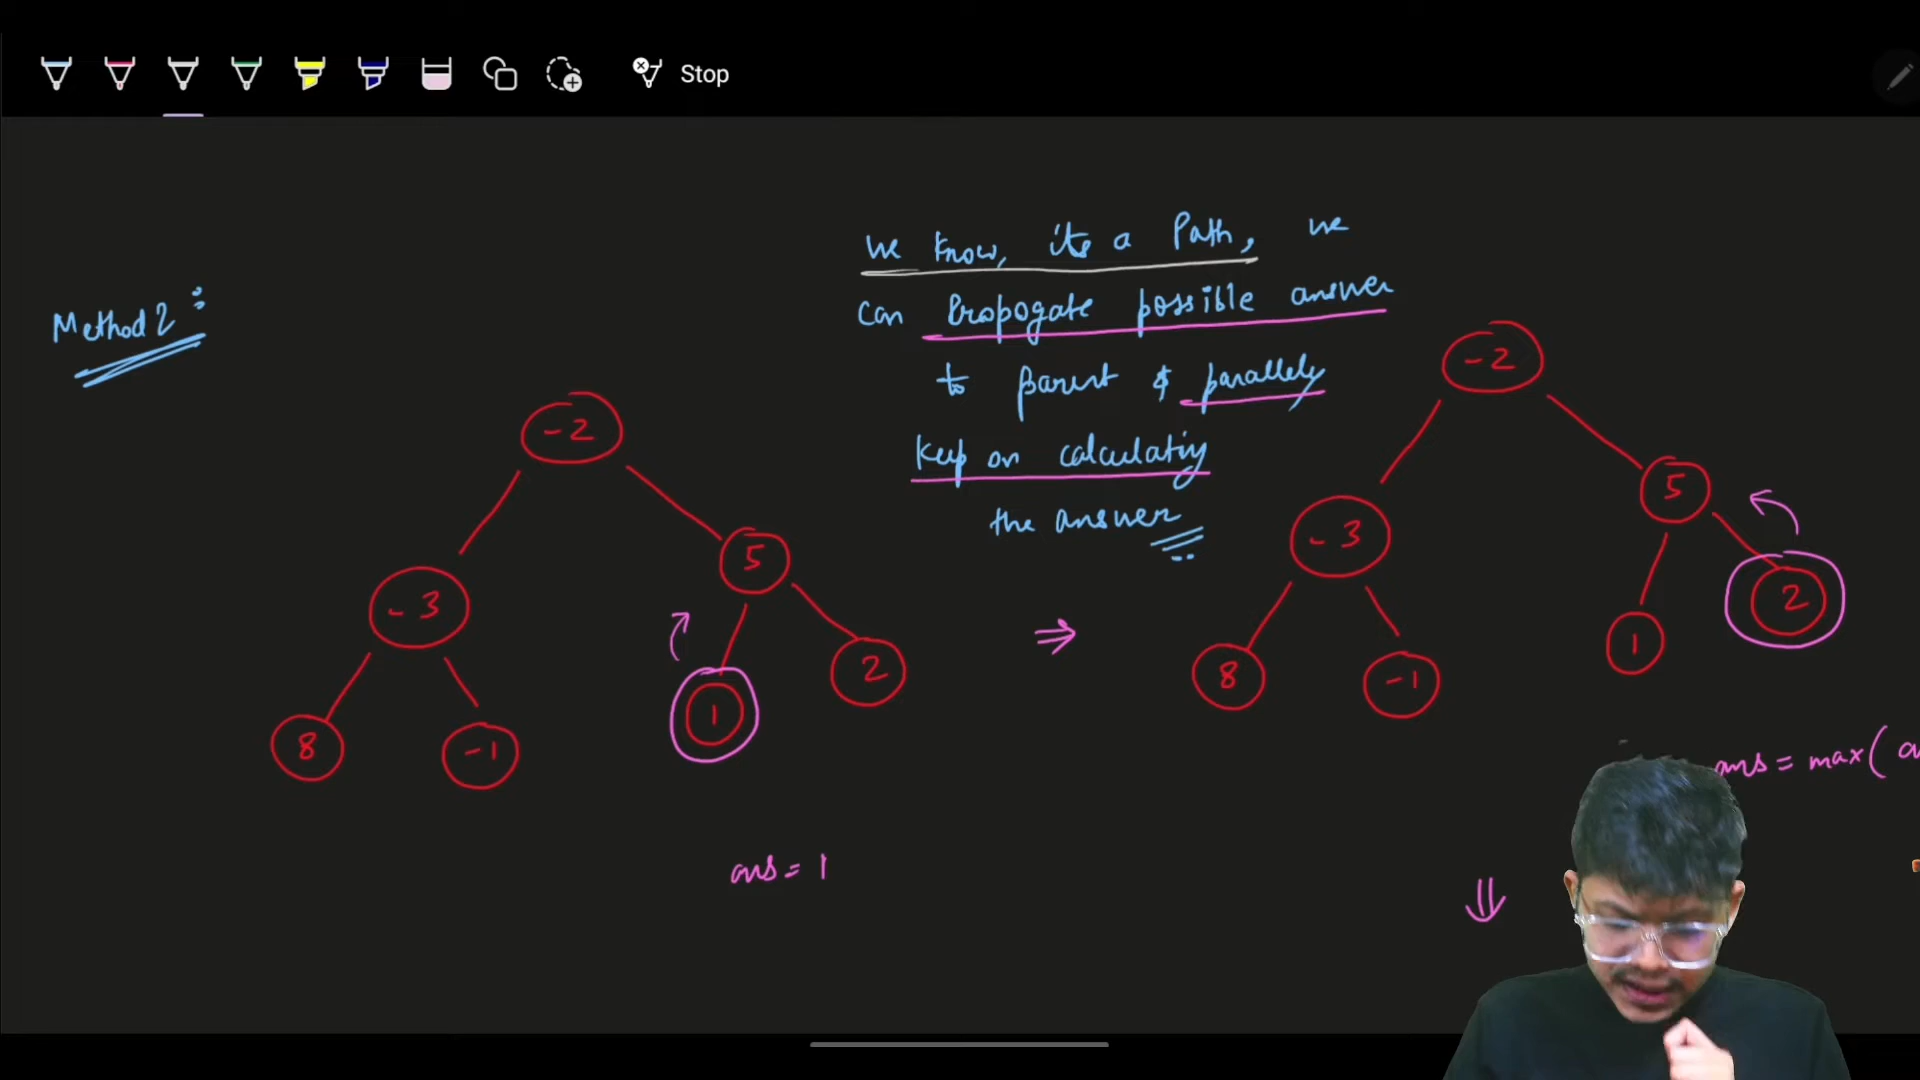 Stop
Method 2 :
we know, its a Path, we
can Propogate possible answer
to parent & parallely
keep on calculating
the answer
-2
-3
5
8
-1
1
2
ans = 1
⇒
-2
-3
5
8
-1
1
2
ans = max(
⇓